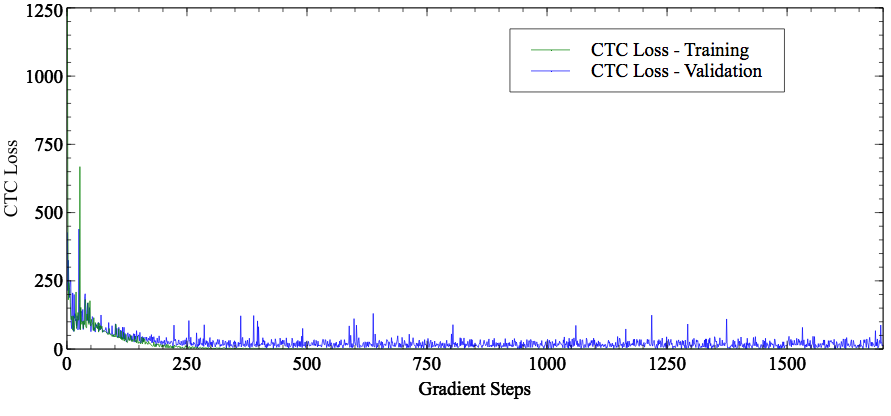 1250
1000
750
500
250
0
CTC Loss
CTC Loss - Training
CTC Loss - Validation
0 250 500 750 1000 1250 1500
Gradient Steps